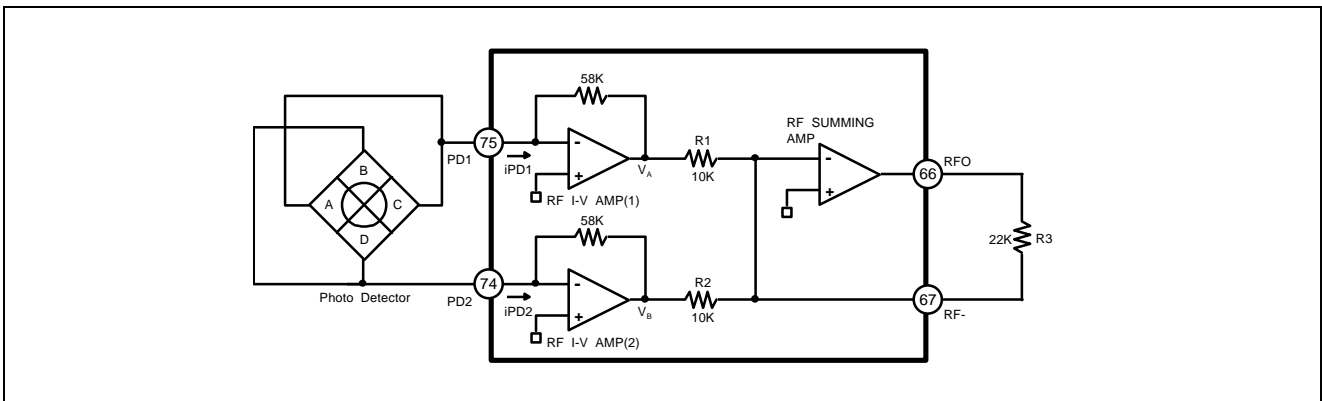 58K
RF SUMMING
AMP
R1
10K
75
PD1
iPD1
-
+
VA
RF I-V AMP(1)
-
+
66
RFO
B
A
C
D
Photo Detector
58K
22K
R3
74
PD2
iPD2
-
+
VB
RF I-V AMP(2)
R2
10K
67
RF-